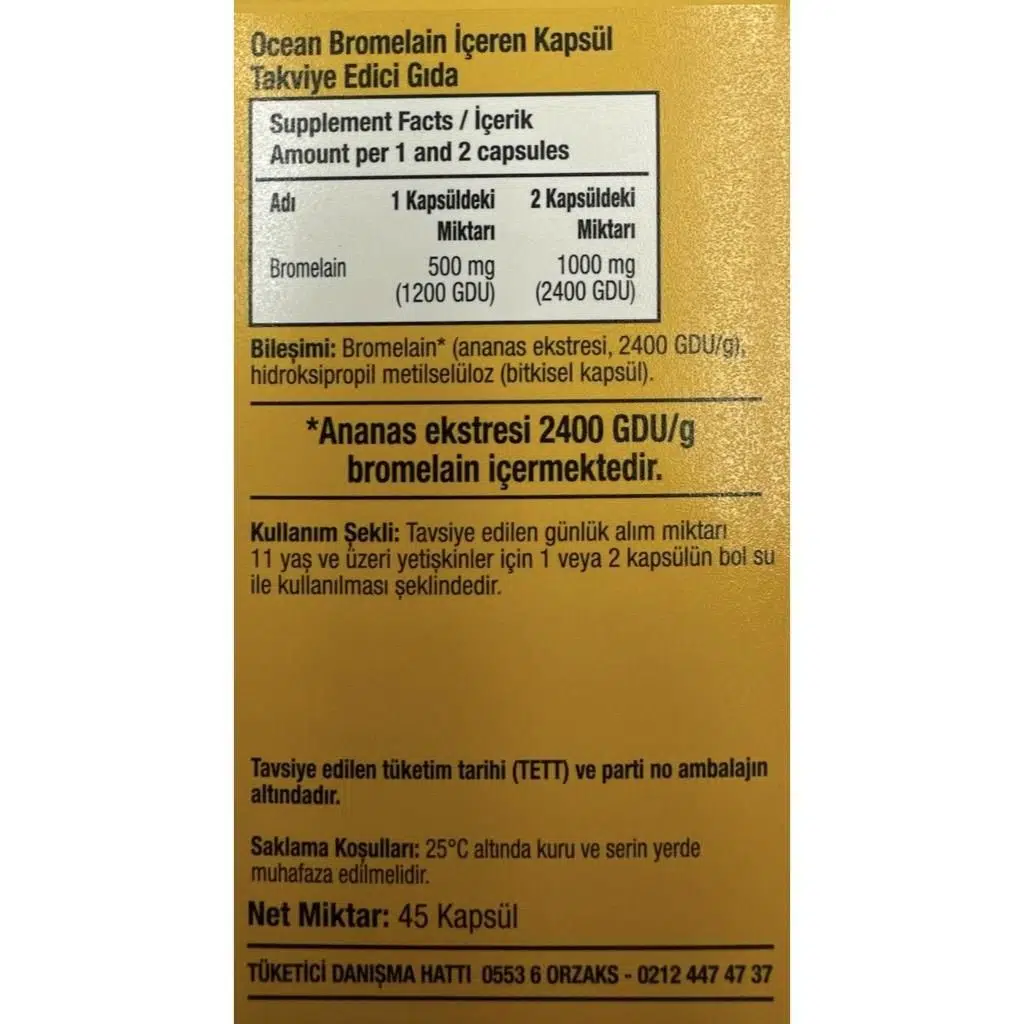 Ocean Bromelain İçeren Kapsül
Takviye Edici Gıda
Supplement Facts / İçerik
Amount per 1 and 2 capsules
Adı 1 Kapsüldeki Miktarı 2 Kapsüldeki Miktarı
Bromelain 500 mg (1200 GDU) 1000 mg (2400 GDU)
Bileşimi: Bromelain* (ananas ekstresi, 2400 GDU/g),
hidroksipropil metilselüloz (bitkisel kapsül).
*Ananas ekstresi 2400 GDU/g
bromelain içermektedir.
Kullanım Şekli: Tavsiye edilen günlük alım miktarı
11 yaş ve üzeri yetişkinler için 1 veya 2 kapsülün bol su
ile kullanılması şeklindedir.
Tavsiye edilen tüketim tarihi (TETT) ve parti no ambalajın
altındadır.
Saklama Koşulları: 25°C altında kuru ve serin yerde
muhafaza edilmelidir.
Net Miktar: 45 Kapsül
TÜKETİCİ DANIŞMA HATTI 0553 6 ORZAKS - 0212 447 47 37